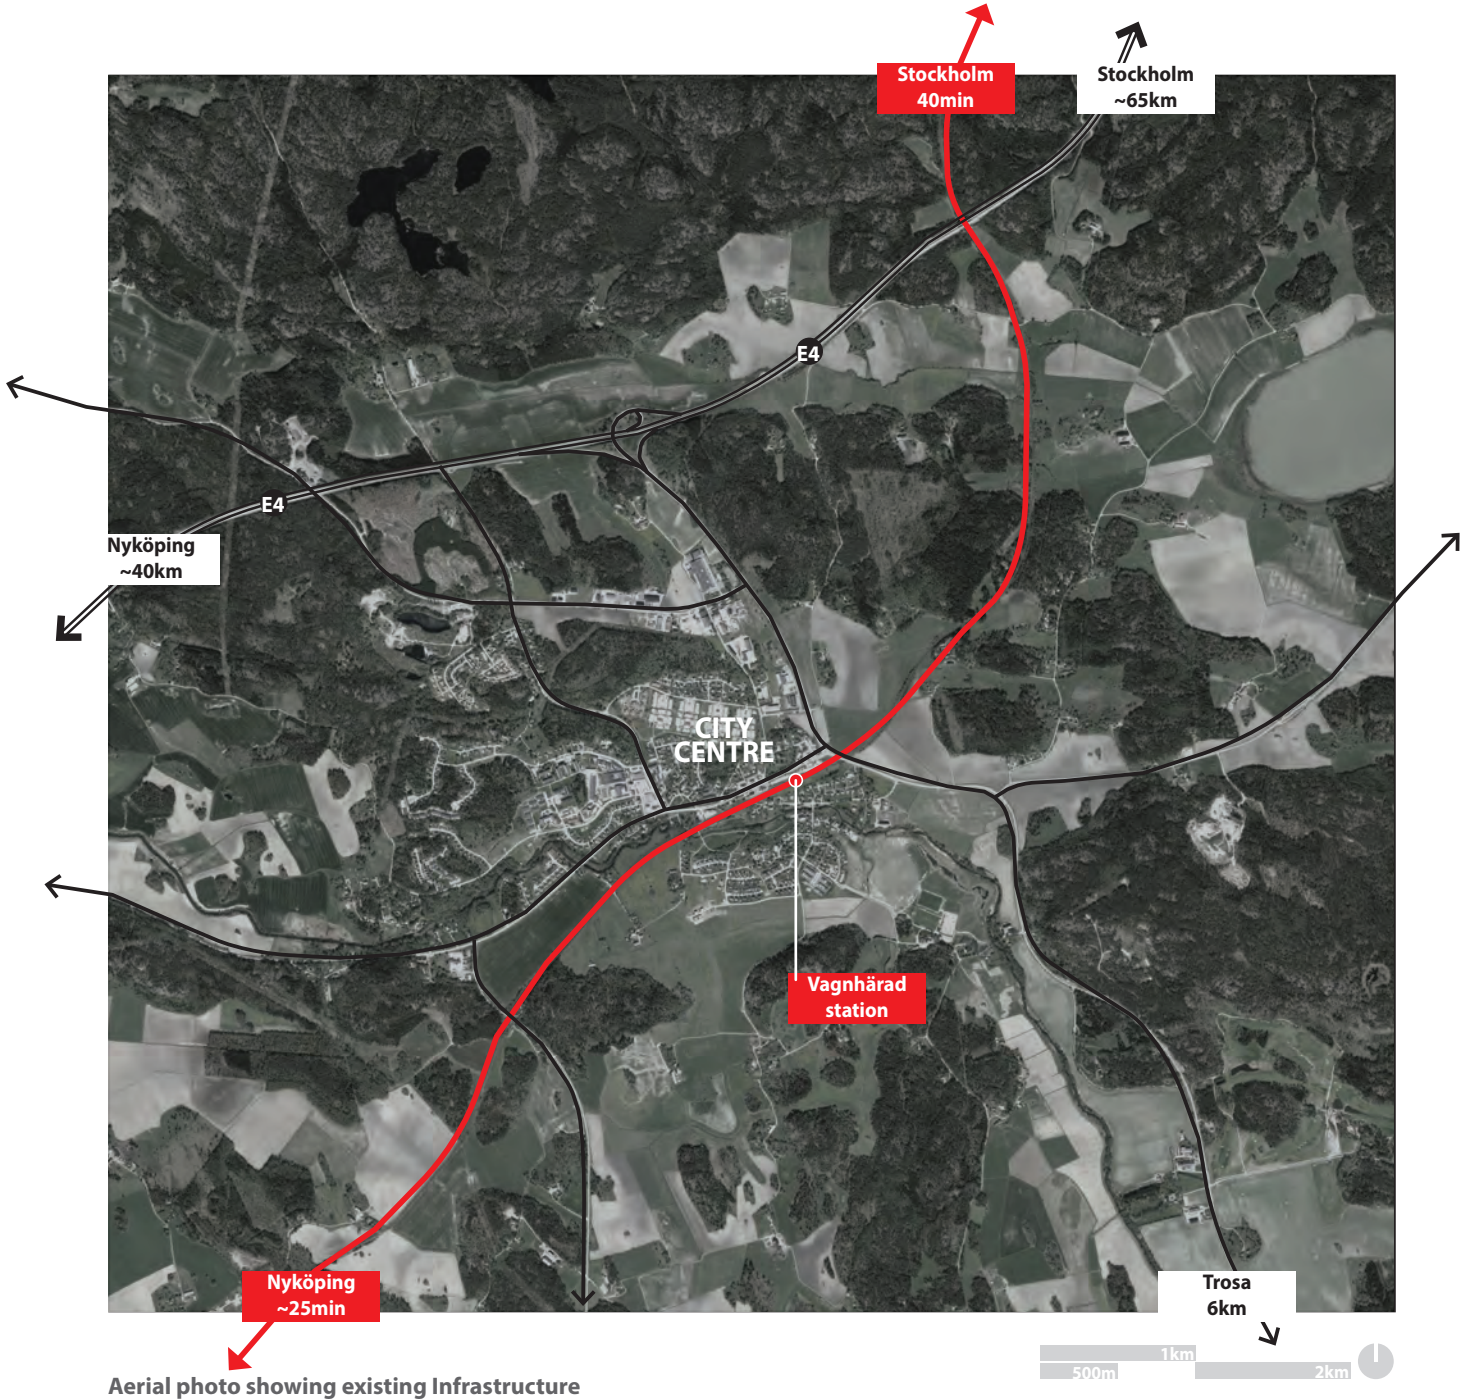 Stockholm
40min
Stockholm
~65km
E4
E4
Nyköping
~40km
CITY
CENTRE
Vagnhärad
station
Nyköping
~25min
Trosa
6km
1km
500m
2km
Aerial photo showing existing Infrastructure